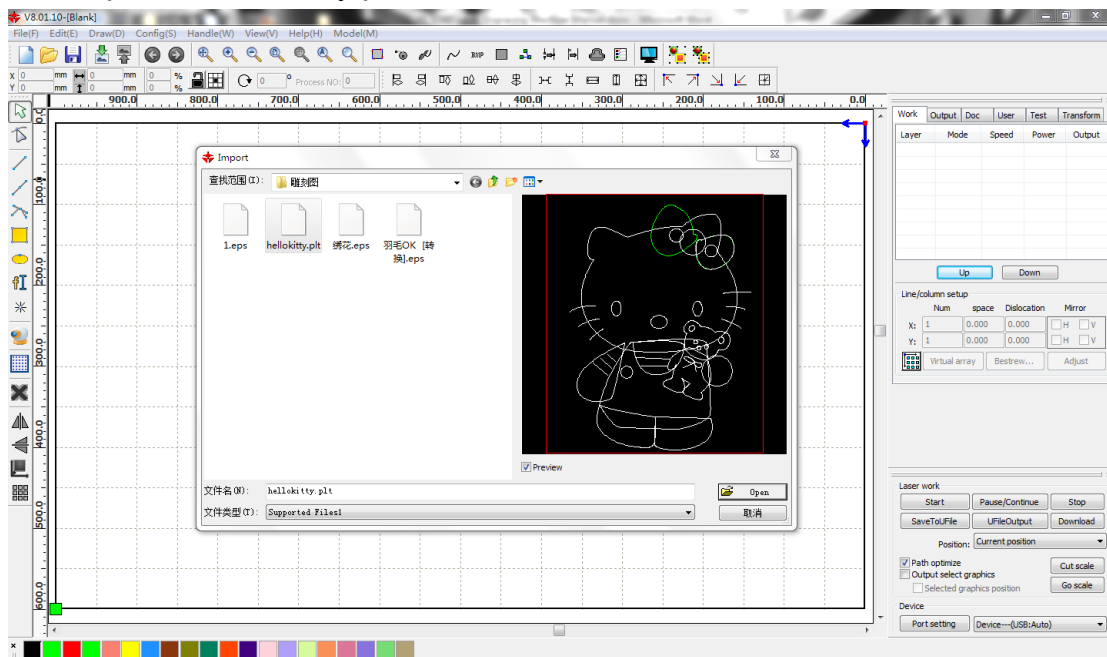 V8.01.10-[Blank]
File(F) Edit(E) Draw(D) Config(S) Handle(W) View(V) Help(H) Model(M)
BMP
X 0 mm 0 mm 0 %
Process NO: 0
0 °
Y 0 mm 0 mm 0 %
900.0 800.0 700.0 600.0 500.0 400.0 300.0 200.0 100.0 0.0
0.0
100.0
200.0
300.0
400.0
500.0
600.0
Import
查找范围(I): 雕刻图
1.eps
hellokitty.plt
绣花.eps
羽毛OK [转
换].eps
Preview
文件名(N): hellokitty.plt
Open
文件类型(T): Supported Files1
取消
Work Output Doc User Test Transform
Layer Mode Speed Power Output
Up Down
Line/column setup
Num space Dislocation Mirror
X: 1 0.000 0.000 H V
Y: 1 0.000 0.000 H V
Virtual array Bestrew... Adjust
Laser work
Start Pause/Continue Stop
SaveToUFile UFileOutput Download
Position: Current position
Path optimize
Output select graphics
Selected graphics position
Cut scale
Go scale
Device
Port setting Device---(USB:Auto)